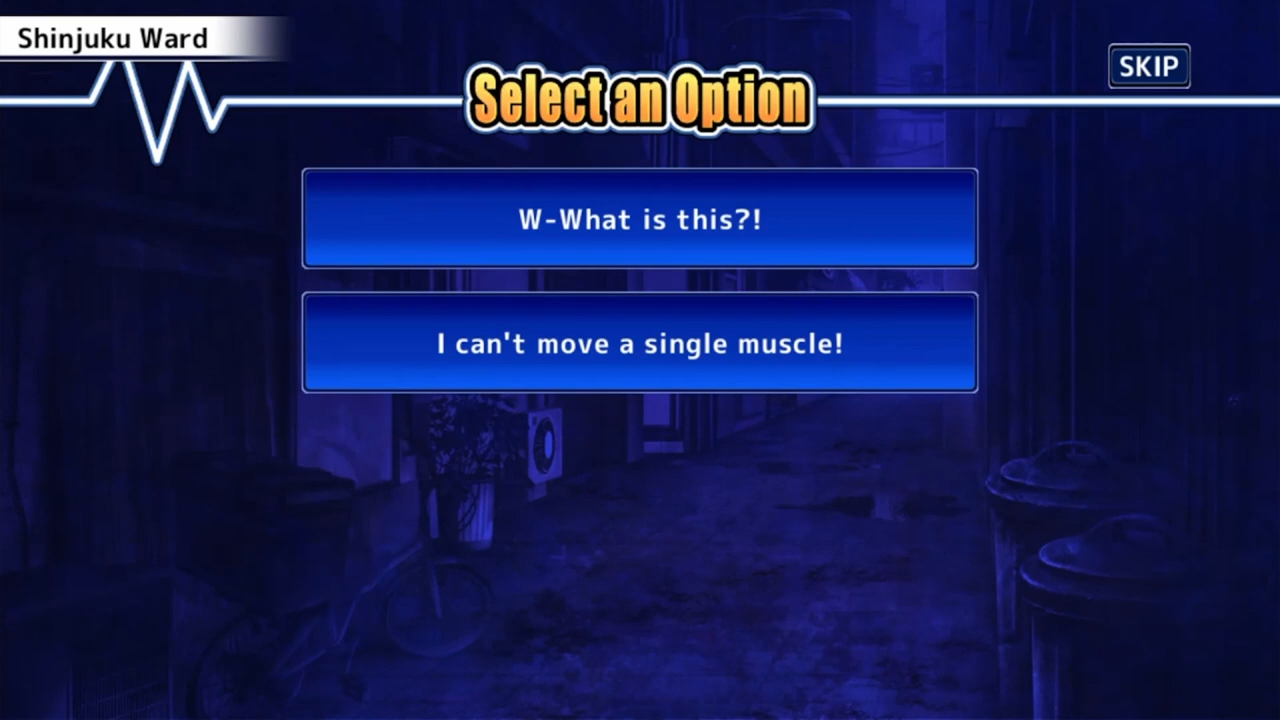 Shinjuku Ward
SKIP
Select an Option
W-What is this?!
I can't move a single muscle!